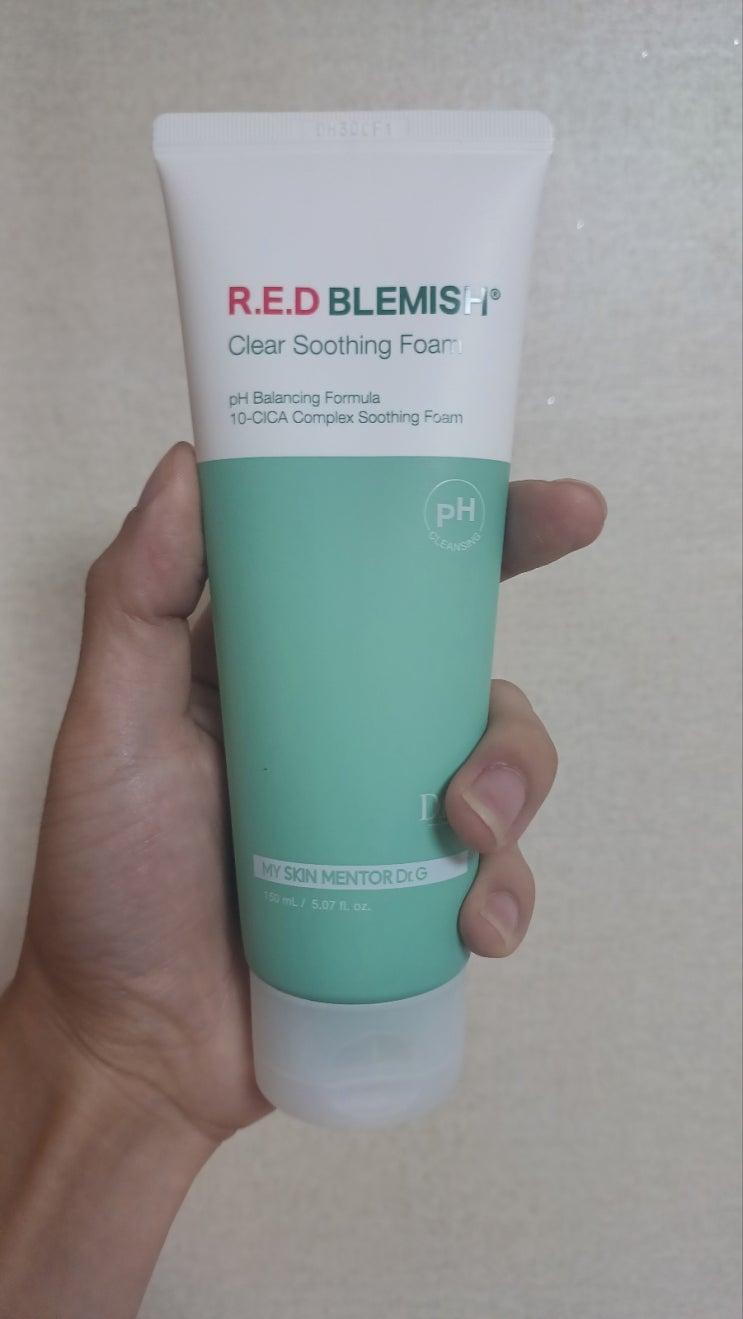 DH30CF1
R.E.D BLEMISH®
Clear Soothing Foam
pH Balancing Formula
10-CICA Complex Soothing Foam
pH
CLEANSING
MY SKIN MENTOR Dr.G
150 mL / 5.07 fl. oz.